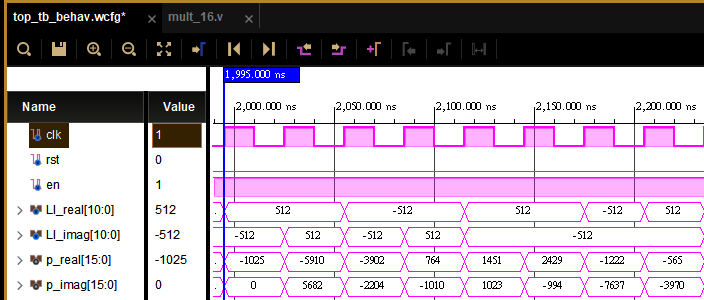 top_tb_behav.wcfg* × mult_16.v ×
1,995.000 ns
Name Value
2,000.000 ns 2,050.000 ns 2,100.000 ns 2,150.000 ns 2,200.000 ns
clk 1
rst 0
en 1
LI_real[10:0] 512 512 -512 512 -512 512
LI_imag[10:0] -512 -512 512 -512 512 -512
p_real[15:0] -1025 -1025 -5910 -3902 764 1451 2429 -1222 -565
p_imag[15:0] 0 0 5682 -2204 -1010 1023 -994 -7637 -3970